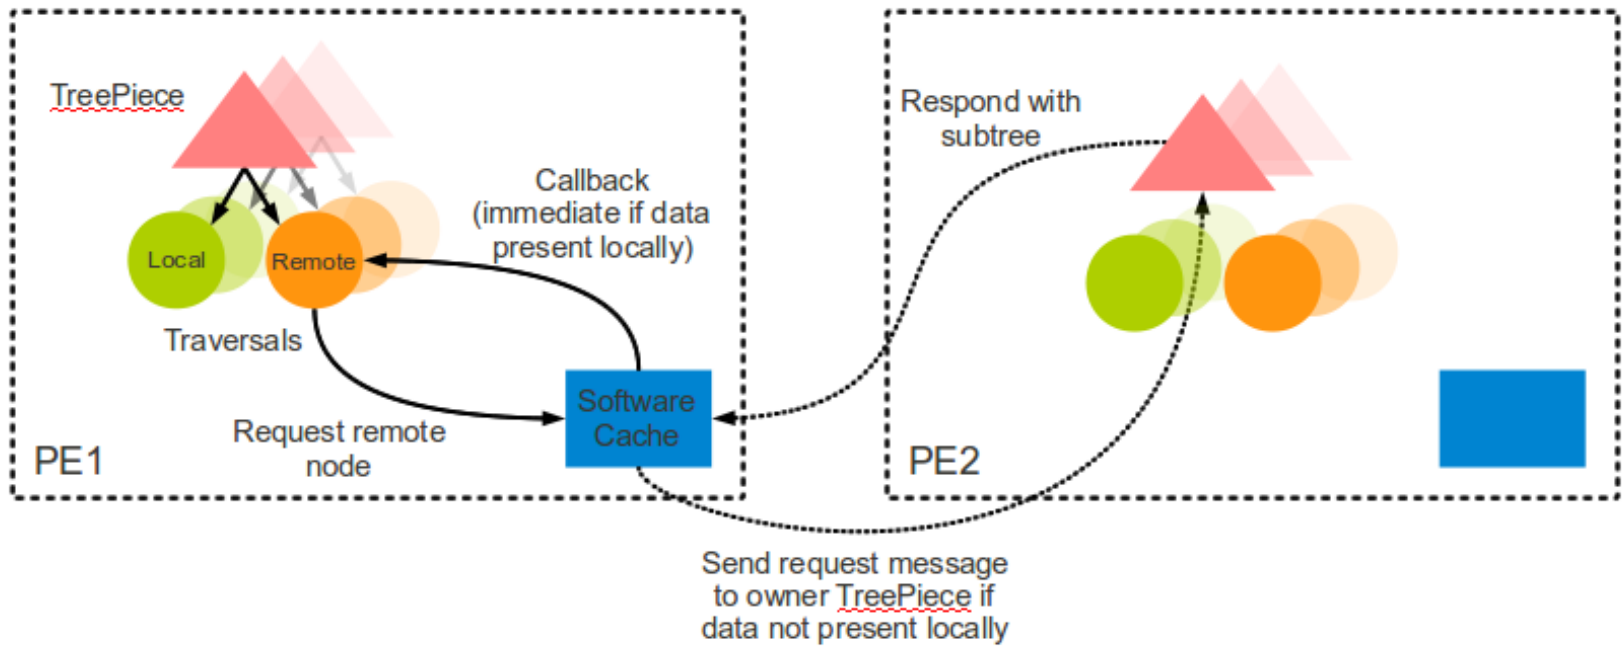 TreePiece
Local
Remote
Traversals
Callback
(immediate if data
present locally)
Request remote
node
Software
Cache
PE1
Respond with
subtree
PE2
Send request message
to owner TreePiece if
data not present locally